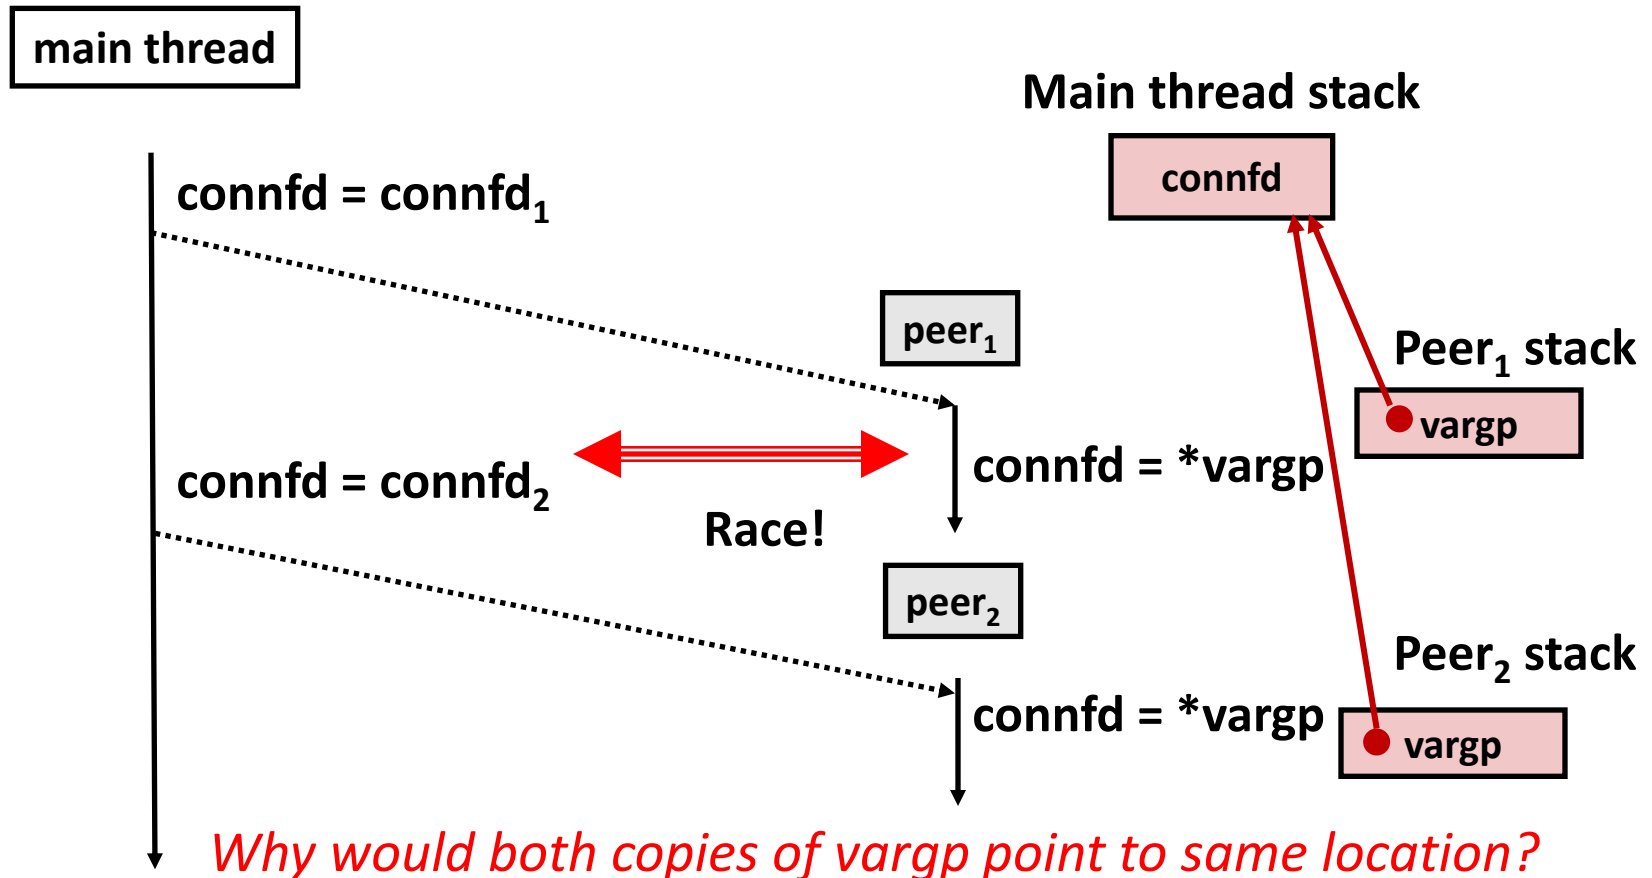 main thread
Main thread stack
connfd
connfd = connfd₁
peer₁
Peer₁ stack
vargp
connfd = *vargp
connfd = connfd₂
Race!
peer₂
Peer₂ stack
connfd = *vargp
vargp
Why would both copies of vargp point to same location?